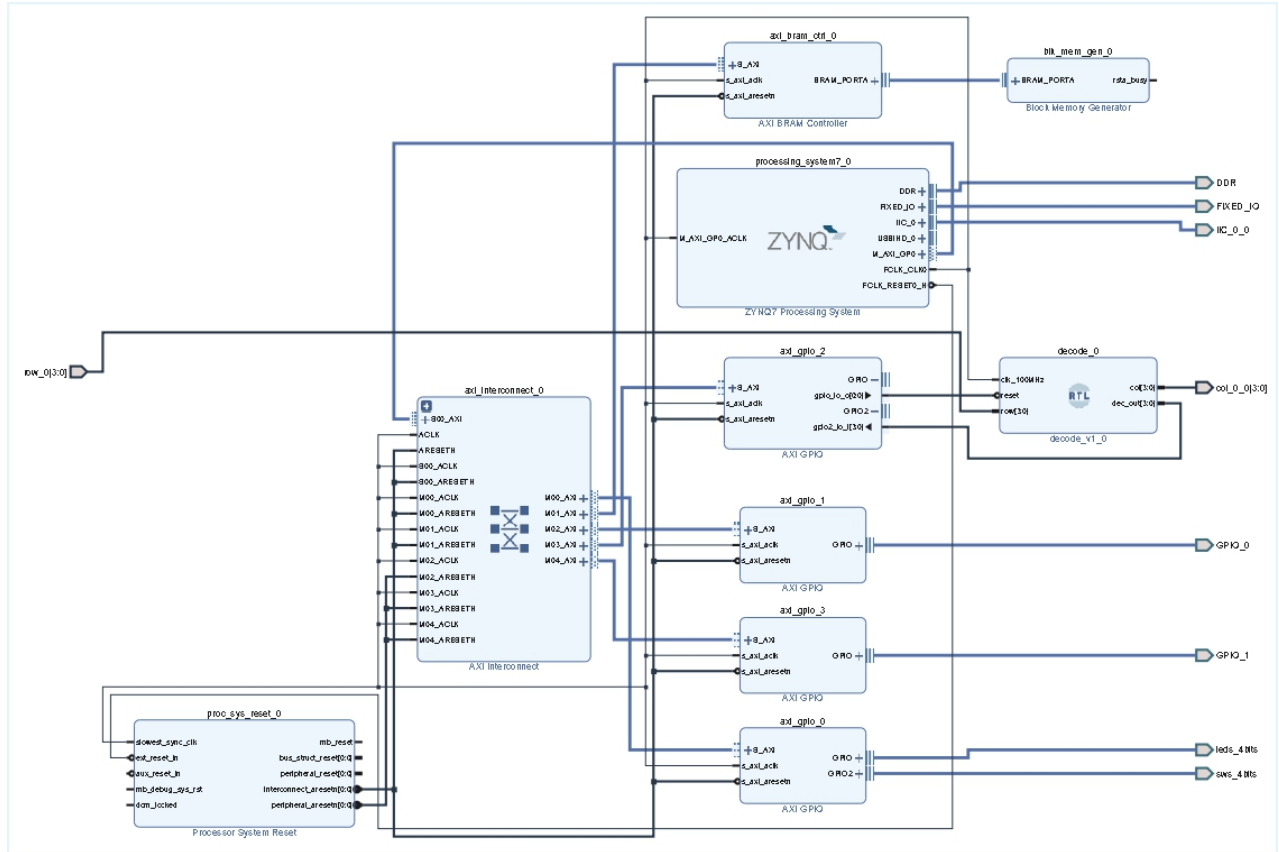 axi_bram_ctrl_0
S_AXI
s_axi_aclk
s_axi_aresetn
BRAM_PORTA
AXI BRAM Controller
blk_mem_gen_0
BRAM_PORTA
rsta_busy
Block Memory Generator
processing_system7_0
M_AXI_GP0_ACLK
ZYNQ
DDR
FIXED_IO
IIC_0
USBIND_0
M_AXI_GP0
FCLK_CLK0
FCLK_RESET0_N
ZYNQ7 Processing System
DDR
FIXED_IO
IIC_0_0
row_0[3:0]
axi_gpio_2
S_AXI
s_axi_aclk
s_axi_aresetn
GPIO
gpio_io_o[0:0]
GPIO2
gpio2_io_i[3:0]
AXI GPIO
decode_0
clk_100MHz
reset
row[3:0]
RTL
col[3:0]
dec_out[3:0]
decode_v1_0
col_0_0[3:0]
axi_interconnect_0
S00_AXI
ACLK
ARESETN
S00_ACLK
S00_ARESETN
M00_ACLK
M00_ARESETN
M01_ACLK
M01_ARESETN
M02_ACLK
M02_ARESETN
M03_ACLK
M03_ARESETN
M04_ACLK
M04_ARESETN
M00_AXI
M01_AXI
M02_AXI
M03_AXI
M04_AXI
AXI Interconnect
axi_gpio_1
S_AXI
s_axi_aclk
s_axi_aresetn
GPIO
AXI GPIO
GPIO_0
axi_gpio_3
S_AXI
s_axi_aclk
s_axi_aresetn
GPIO
AXI GPIO
GPIO_1
proc_sys_reset_0
slowest_sync_clk
ext_reset_in
aux_reset_in
mb_debug_sys_rst
dcm_locked
mb_reset
bus_struct_reset[0:0]
peripheral_reset[0:0]
interconnect_aresetn[0:0]
peripheral_aresetn[0:0]
Processor System Reset
axi_gpio_0
S_AXI
s_axi_aclk
s_axi_aresetn
GPIO
GPIO2
AXI GPIO
leds_4bits
sws_4bits